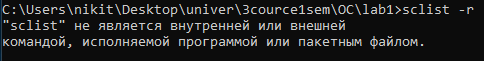 C:\Users\nikit\Desktop\univer\3cource1sem\OC\lab1>sclist -r
"sclist" не является внутренней или внешней
командой, исполняемой программой или пакетным файлом.